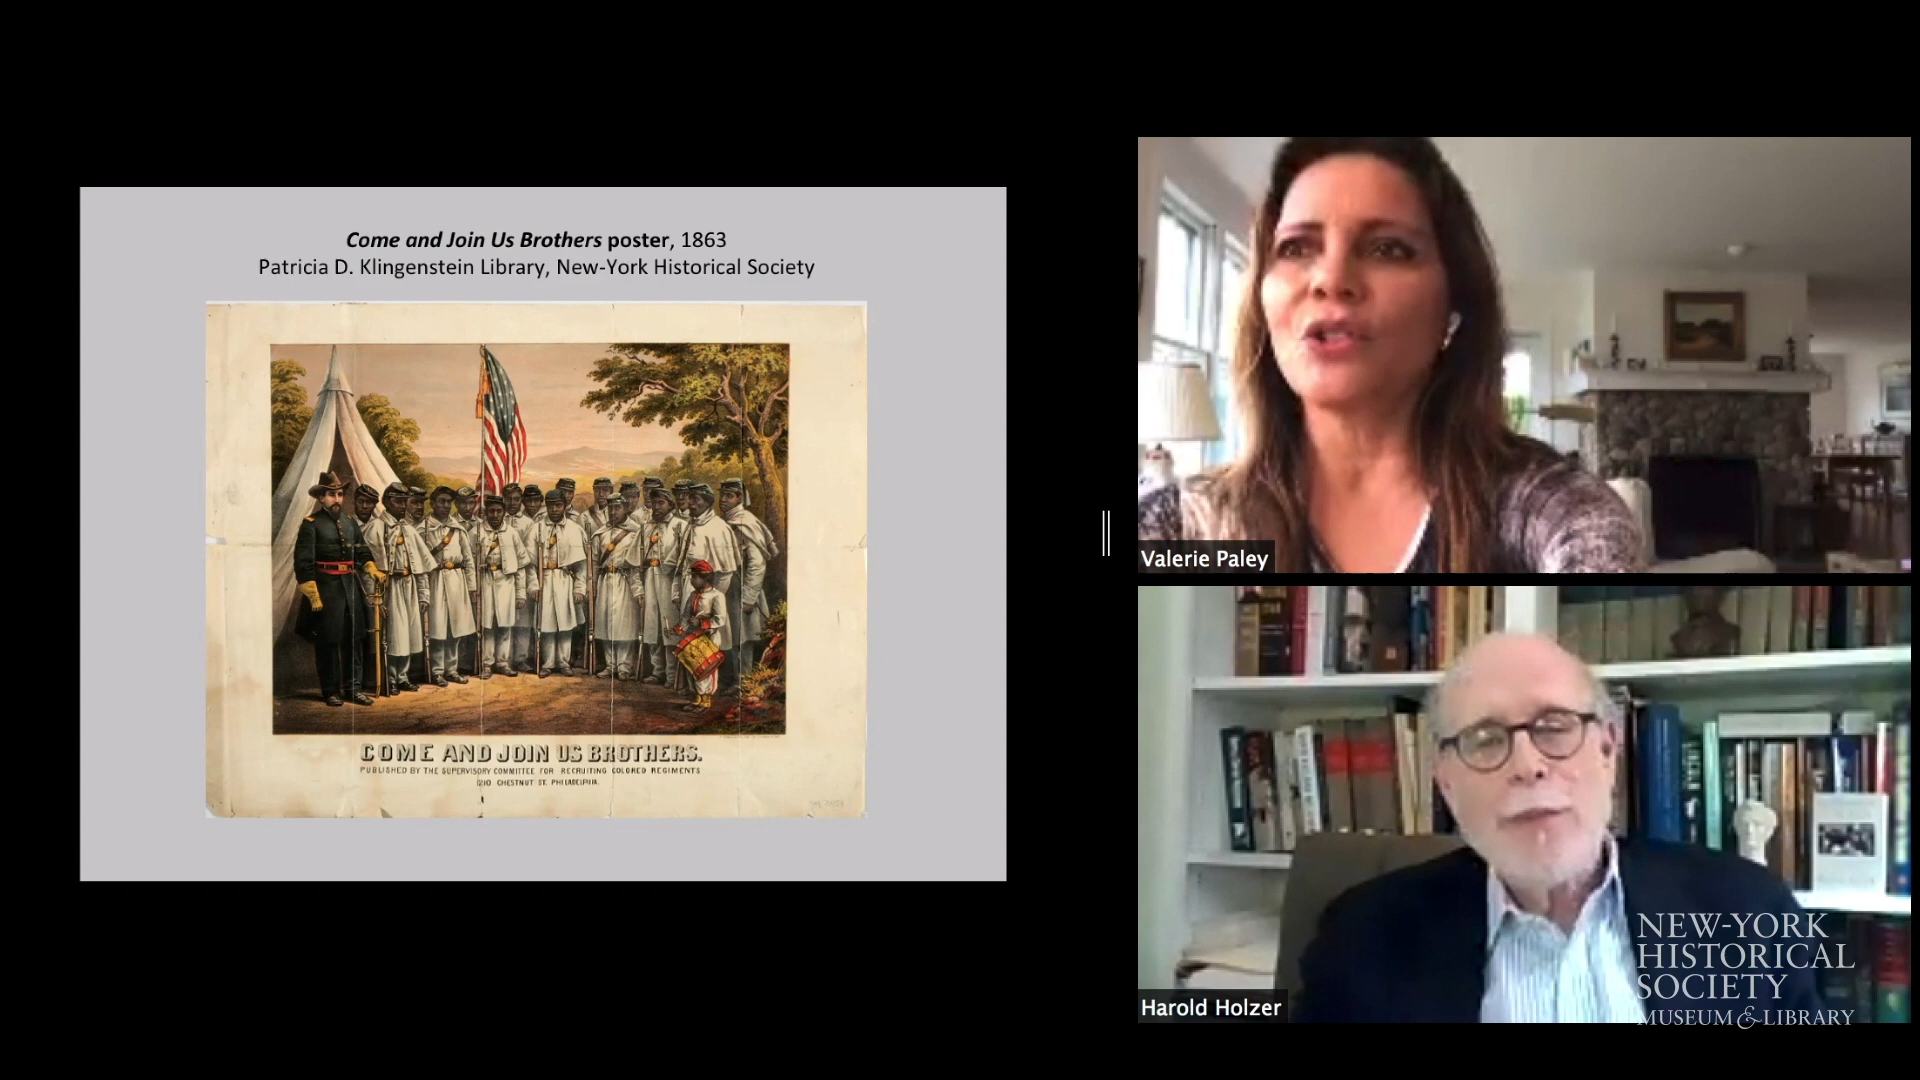 Come and Join Us Brothers poster, 1863
Patricia D. Klingenstein Library, New-York Historical Society
COME AND JOIN US BROTHERS.
PUBLISHED BY THE SUPERVISORY COMMITTEE FOR RECRUITING COLORED REGIMENTS
1210 CHESTNUT ST. PHILADELPHIA.
Valerie Paley
Harold Holzer
NEW-YORK
HISTORICAL
SOCIETY
MUSEUM & LIBRARY